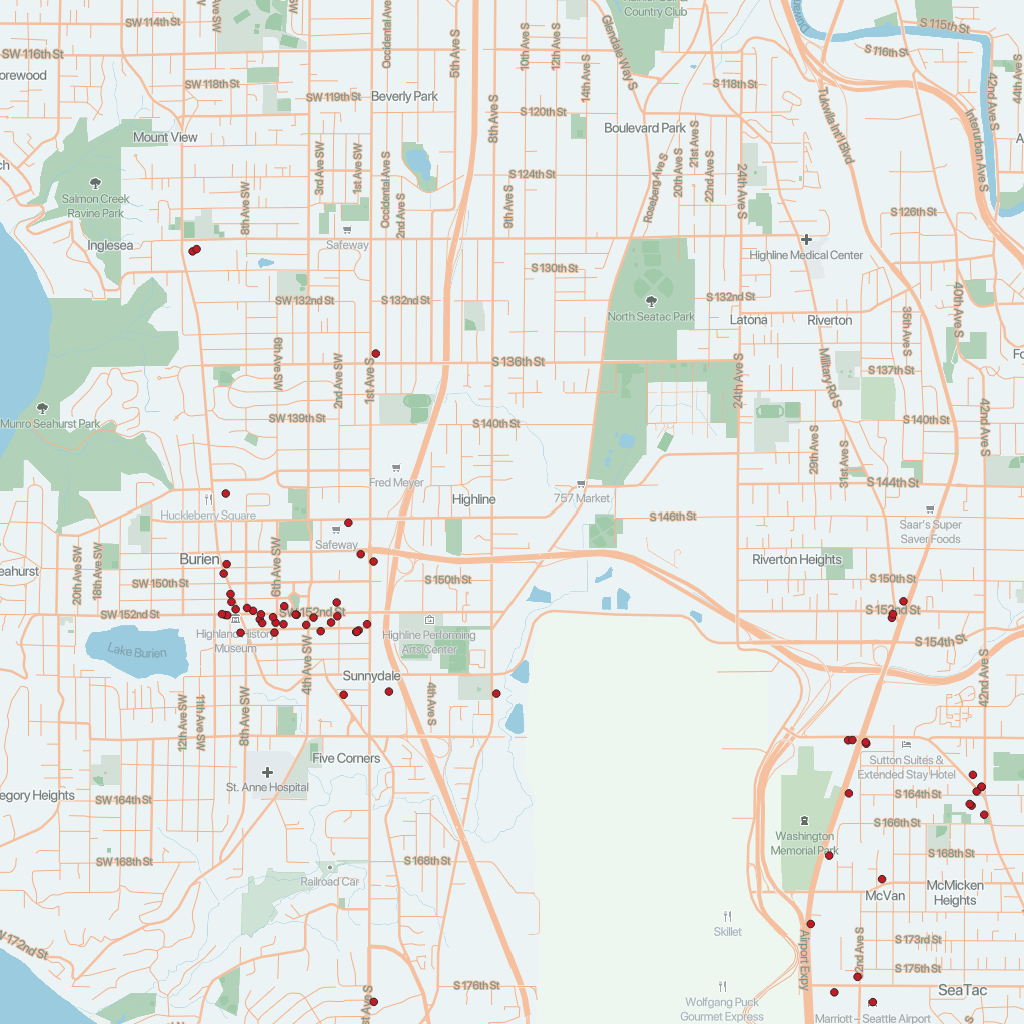 SW 114th St
Occidental Ave
Country Club
Glendale Way S
S 115th St
5th Ave S
10th Ave S
12th Ave S
SW 116th St
S 116th St
orewood
14th Ave S
42nd Ave S
44th Ave S
SW 118th St
S 118th St
SW 119th St
Beverly Park
8th Ave S
Tukwila Int'l Blvd
Interurban Ave S
S 120th St
Boulevard Park
Mount View
21st Ave S
3rd Ave SW
1st Ave SW
Occidental Ave S
20th Ave S
22nd Ave S
24th Ave S
S 124th St
Roseberg Ave S
8th Ave SW
2nd Ave S
9th Ave S
Salmon Creek
Ravine Park
S 126th St
Inglesea
Safeway
Highline Medical Center
S 130th St
SW 132nd St
S 132nd St
S 132nd St
40th Ave S
North Seatac Park
Latona
Riverton
35th Ave S
6th Ave SW
2nd Ave SW
1st Ave S
S 136th St
24th Ave S
Military Rd S
S 137th St
SW 139th St
Munro Seahurst Park
S 140th St
S 140th St
42nd Ave S
29th Ave S
31st Ave S
Fred Meyer
S 144th St
Highline
757 Market
Huckleberry Square
S 146th St
Saar's Super
Saver Foods
Safeway
Burien
20th Ave SW
18th Ave SW
6th Ave SW
Riverton Heights
eahurst
SW 150th St
S 150th St
S 150th St
SW 152nd St
SW 152nd St
S 152nd St
Museum
Highline Performing
Arts Center
S 154th St
Lake Burien
4th Ave SW
Sunnydale
42nd Ave S
12th Ave SW
11th Ave SW
8th Ave SW
4th Ave S
Five Corners
Sutton Suites &
Extended Stay Hotel
St. Anne Hospital
egory Heights
SW 164th St
S 164th St
S 166th St
Washington
Memorial Park
SW 168th St
S 168th St
S 168th St
Railroad Car
McVan
McMicken
Heights
Skillet
W 172nd St
Airport Expy
S 173rd St
S 175th St
S 176th St
SeaTac
Wolfgang Puck
Gourmet Express
Marriott – Seattle Airport